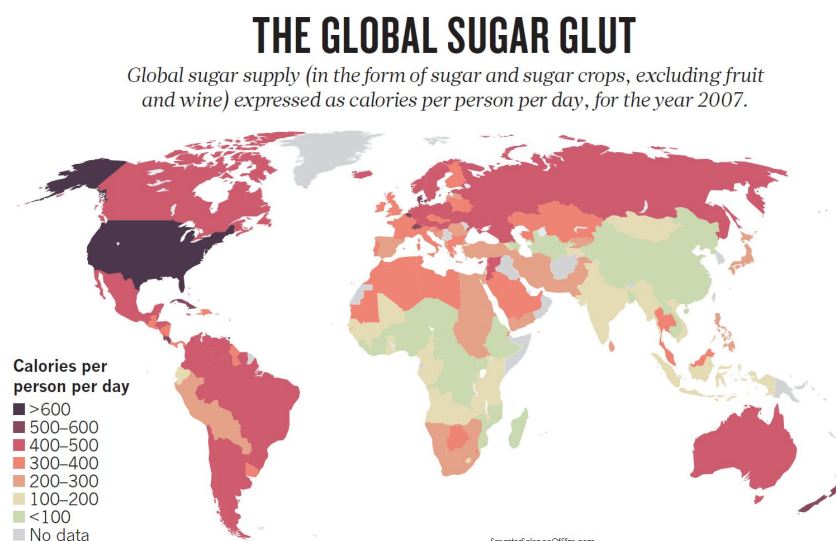 THE GLOBAL SUGAR GLUT
Global sugar supply (in the form of sugar and sugar crops, excluding fruit
and wine) expressed as calories per person per day, for the year 2007.
Calories per
person per day
>600
500–600
400–500
300–400
200–300
100–200
<100
No data